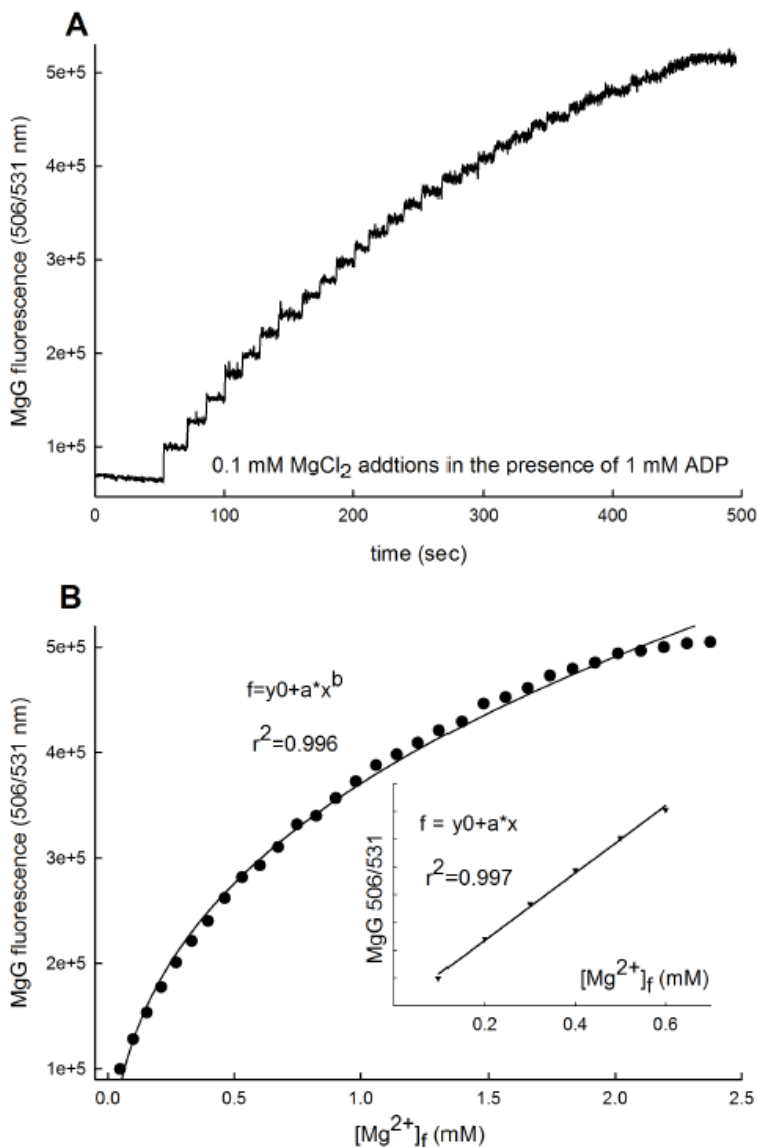 A
MgG fluorescence (506/531 nm)
5e+5
4e+5
3e+5
2e+5
1e+5
0.1 mM MgCl2 addtions in the presence of 1 mM ADP
0 100 200 300 400 500
time (sec)
B
MgG fluorescence (506/531 nm)
5e+5
4e+5
3e+5
2e+5
1e+5
f=y0+a*x^b
r^2=0.996
MgG 506/531
f = y0+a*x
r^2=0.997
[Mg^2+]f (mM)
0.2 0.4 0.6
0.0 0.5 1.0 1.5 2.0 2.5
[Mg^2+]f (mM)